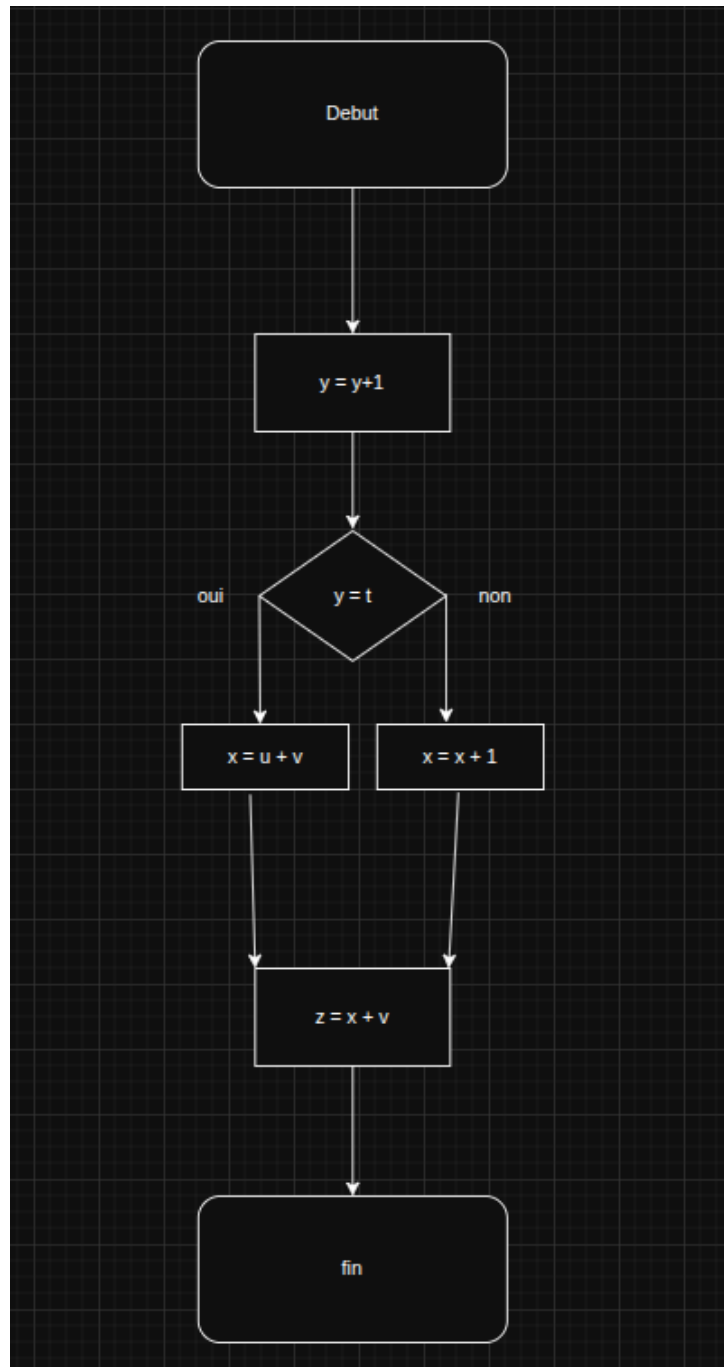 Debut
y = y+1
oui
y = t
non
x = u + v
x = x + 1
z = x + v
fin